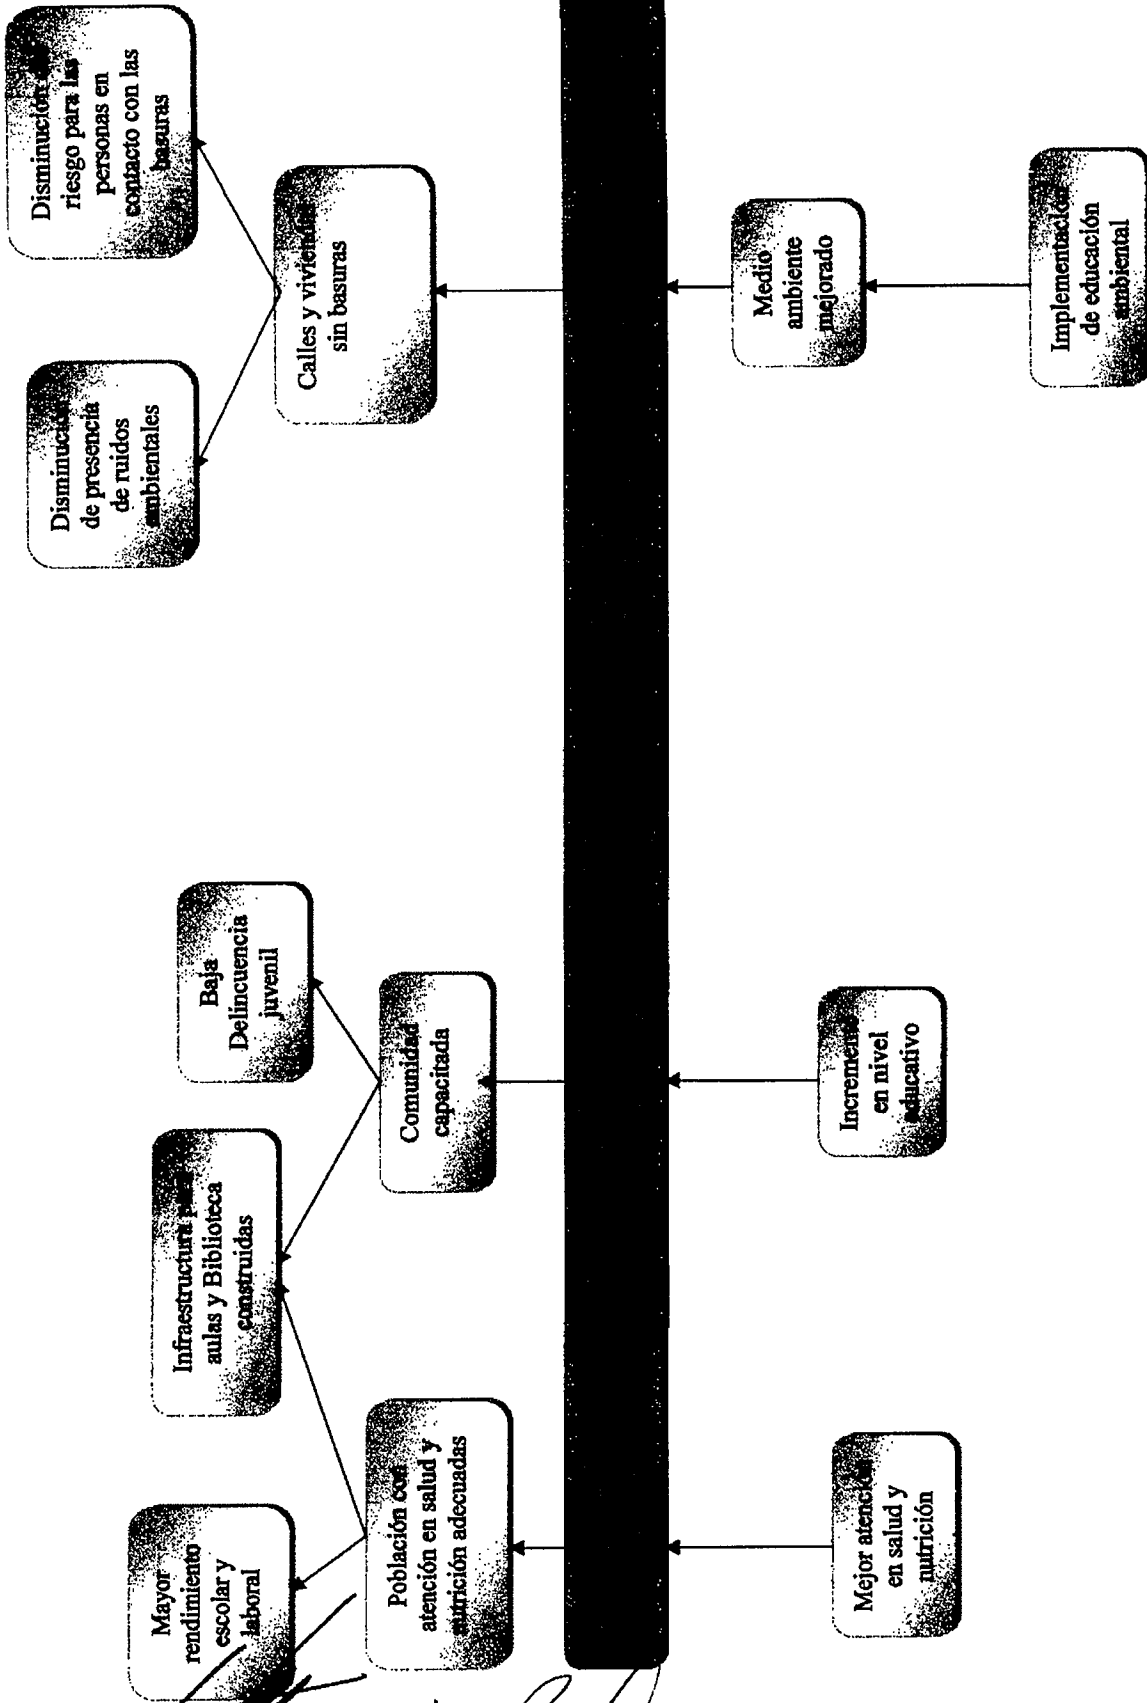 Mayor
rendimiento
escolar y
laboral
Infraestructura para
aulas y Biblioteca
construidas
Baja
Delincuencia
juvenil
Disminución
de presencia
de ruidos
ambientales
Disminución de
riesgo para las
personas en
contacto con las
basuras
Población con
atención en salud y
nutrición adecuadas
Comunidad
capacitada
Calles y viviendas
sin basuras
Mejor atención
en salud y
nutrición
Incremento
en nivel
educativo
Medio
ambiente
mejorado
Implementación
de educación
ambiental